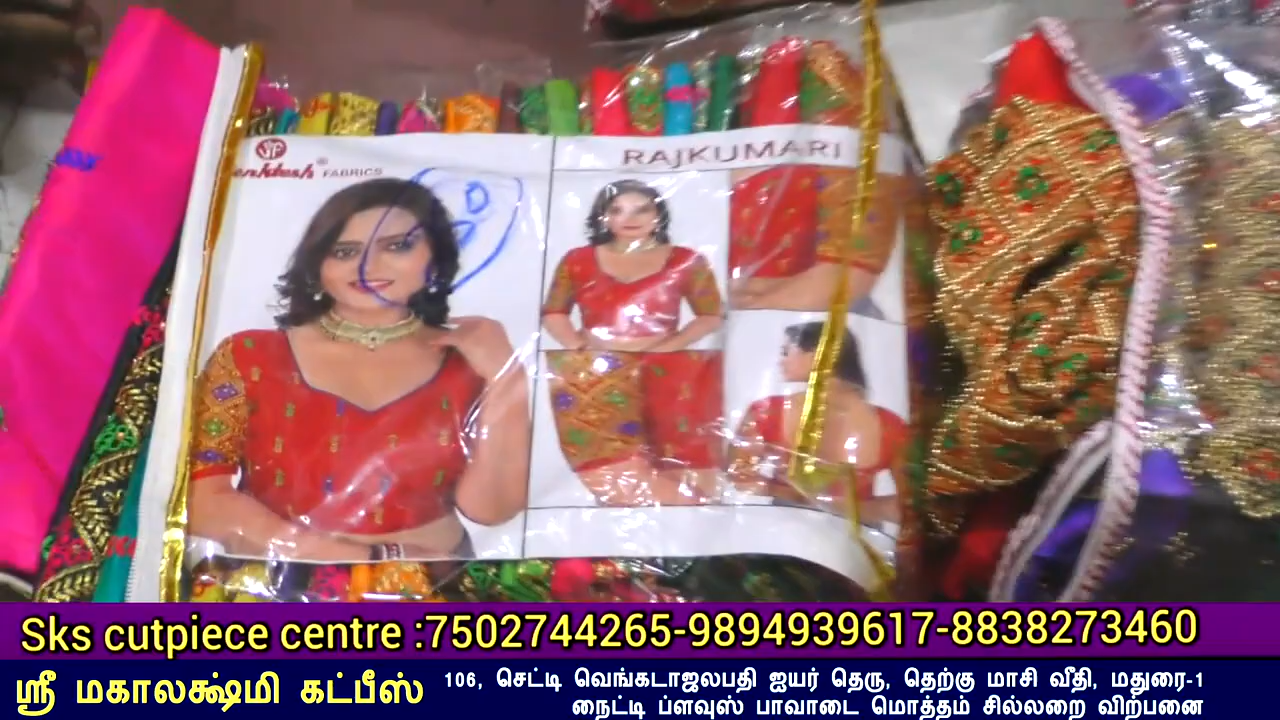 RAJKUMARI
FABRICS
Sks cutpiece centre :7502744265-9894939617-8838273460
ஸ்ரீ மகாலக்ஷ்மி கட்பீஸ்
106, செட்டி வெங்கடாஜலபதி ஐயர் தெரு, தெற்கு மாசி வீதி, மதுரை-1
நைட்டி ப்ளவுஸ் பாவாடை மொத்தம் சில்லறை விற்பனை